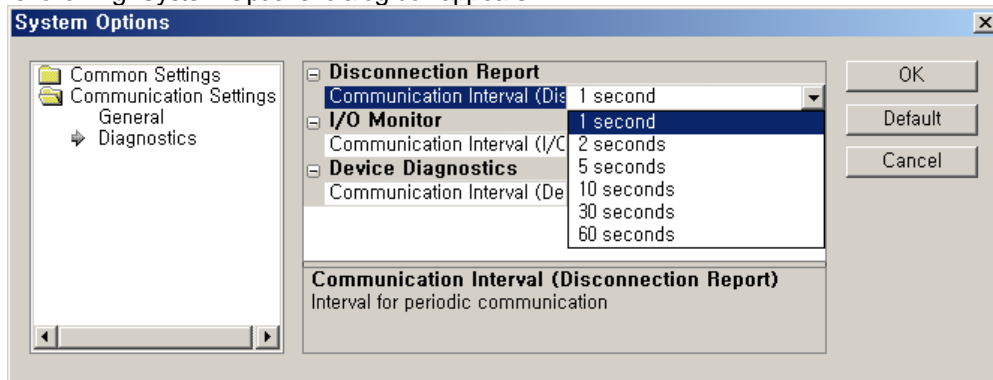 System Options
Common Settings
Communication Settings
General
Diagnostics
Disconnection Report
Communication Interval (Dis 1 second
I/O Monitor
Communication Interval (I/C
Device Diagnostics
Communication Interval (De
1 second
2 seconds
5 seconds
10 seconds
30 seconds
60 seconds
Communication Interval (Disconnection Report)
Interval for periodic communication
OK
Default
Cancel